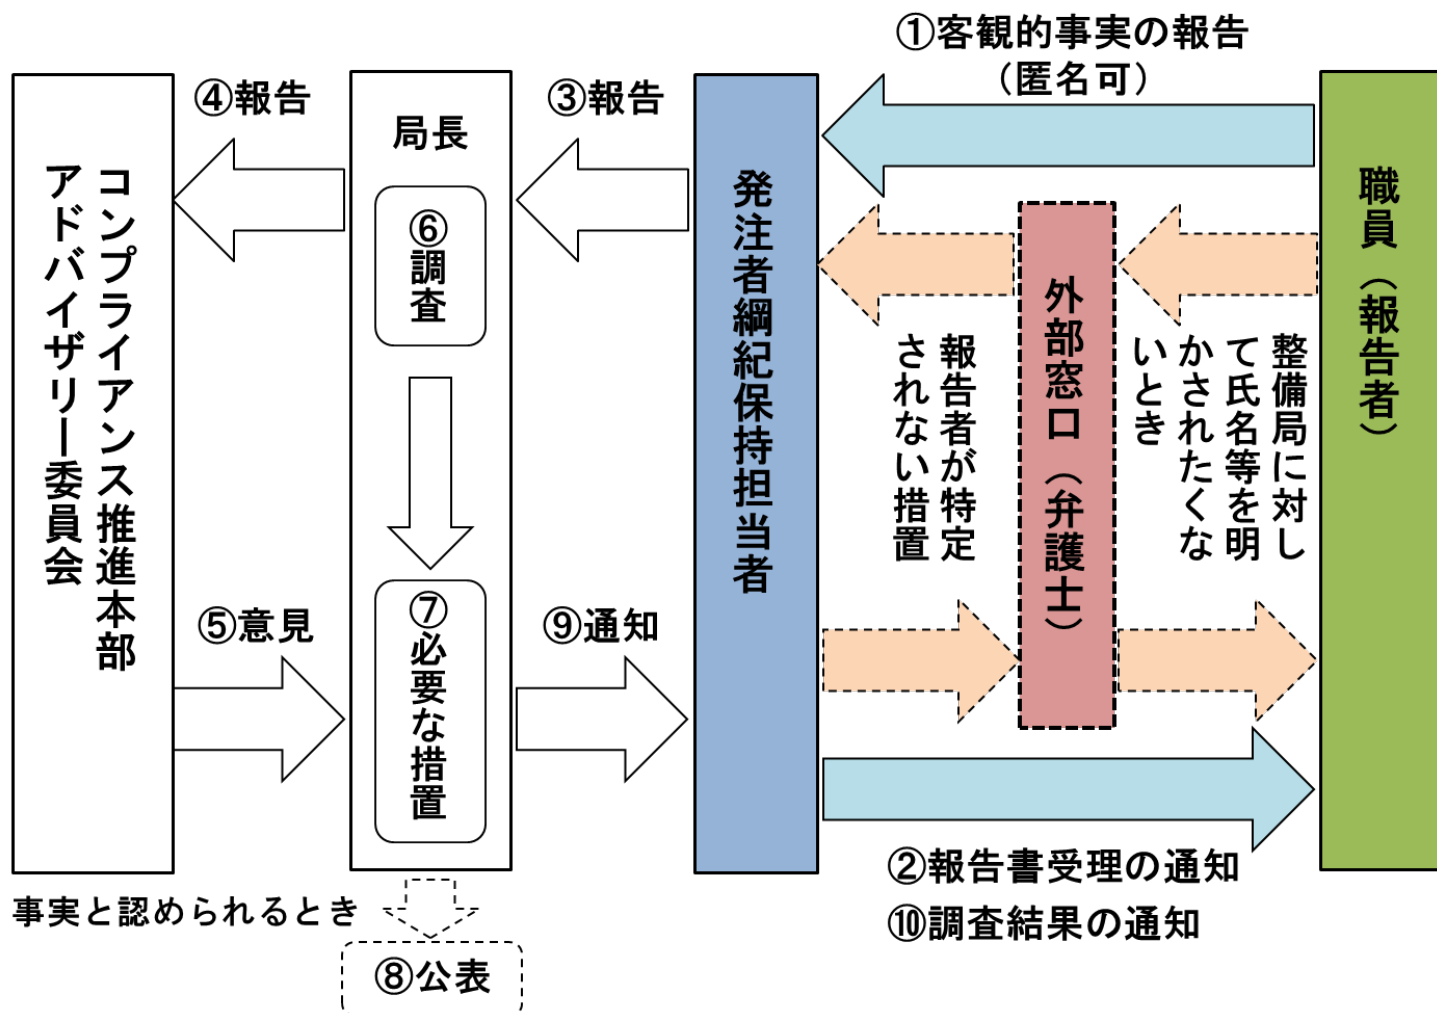 ①客観的事実の報告
（匿名可）
④報告
③報告
コンプライアンス推進本部
アドバイザリー委員会
局長
⑥調査
発注者綱紀保持担当者
職員（報告者）
外部窓口（弁護士）
整備局に対し
て氏名等を明
かされたくな
いとき
報告者が特定
されない措置
⑤意見
⑦必要な措置
⑨通知
②報告書受理の通知
⑩調査結果の通知
事実と認められるとき
⑧公表